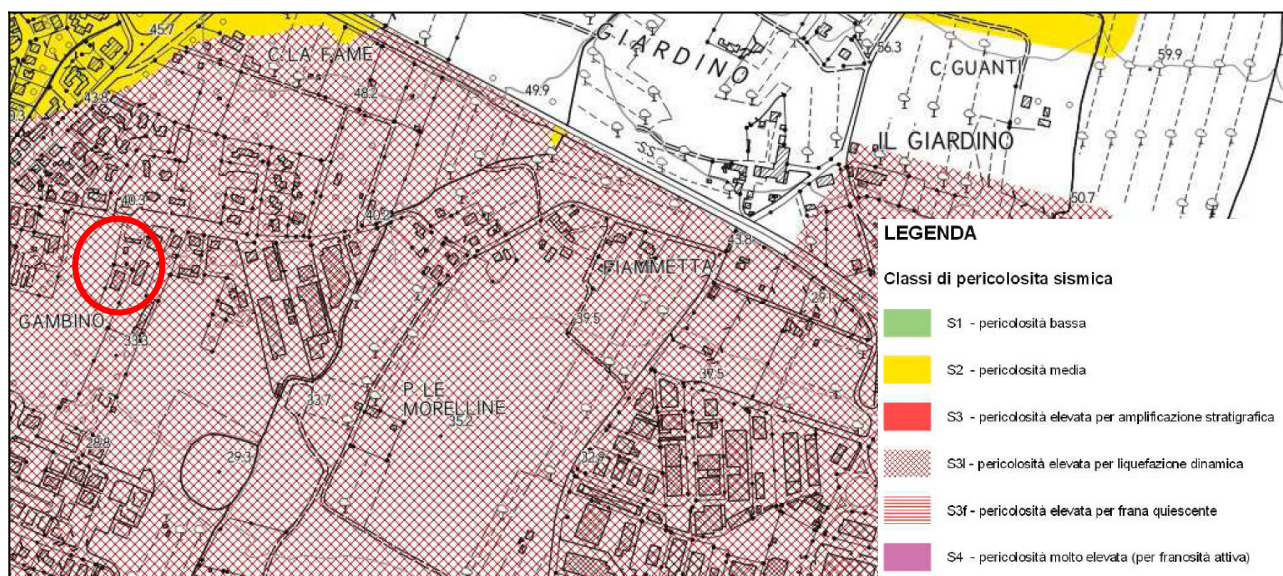 45.7
C. LA' FAME
GIARDINO
56.3
59.9
C. GUANTI
43.8
48.2
49.9
S.S.
IL GIARDINO
40.3
40.2
50.7
43.8
FIAMMETTA
GAMBINO
33.3
39.5
37.5
33.7
P. LE
MORELLINE
35.2
28.8
29.3
32.8
LEGENDA
Classi di pericolosita sismica
S1 - pericolosità bassa
S2 - pericolosità media
S3 - pericolosità elevata per amplificazione stratigrafica
S3l - pericolosità elevata per liquefazione dinamica
S3f - pericolosità elevata per frana quiescente
S4 - pericolosità molto elevata (per franosità attiva)